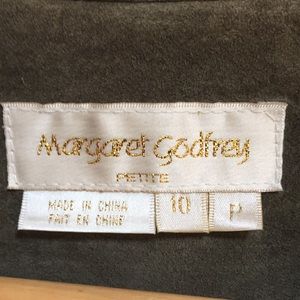 Margaret Godfrey
PETITE
MADE IN CHINA
FAIT EN CHINE
10
P